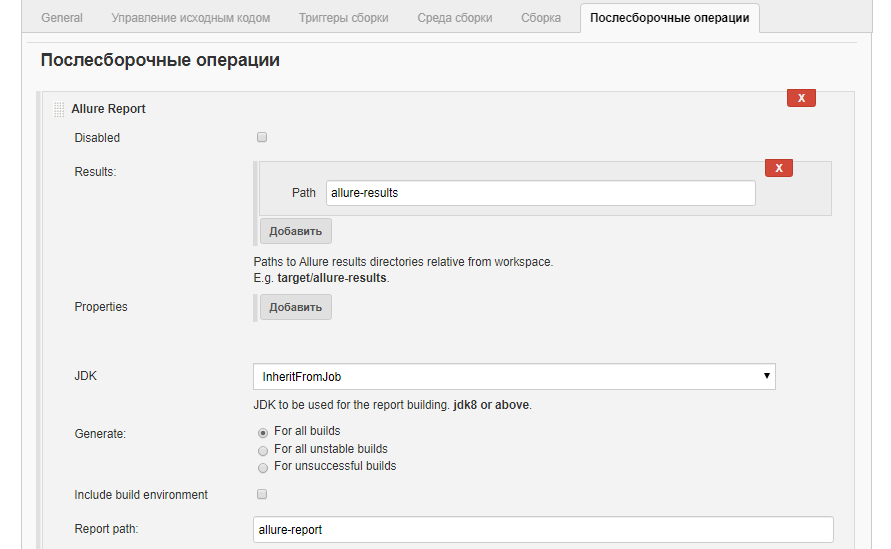 General Управление исходным кодом Триггеры сборки Среда сборки Сборка Послесборочные операции
Послесборочные операции
X
Allure Report
Disabled
Results:
X
Path allure-results
Добавить
Paths to Allure results directories relative from workspace.
E.g. target/allure-results.
Properties Добавить
JDK InheritFromJob
JDK to be used for the report building. jdk8 or above.
Generate: For all builds
For all unstable builds
For unsuccessful builds
Include build environment
Report path: allure-report